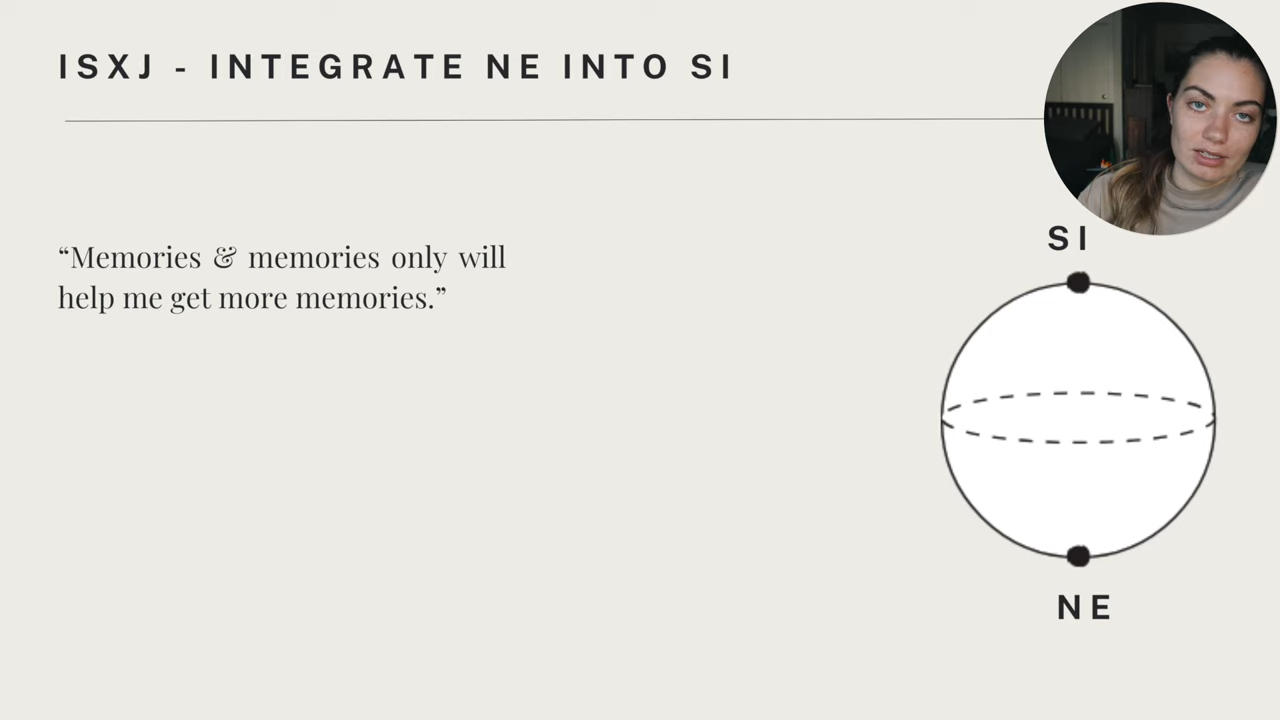 ISXJ - INTEGRATE NE INTO SI
“Memories & memories only will
help me get more memories.”
SI
NE